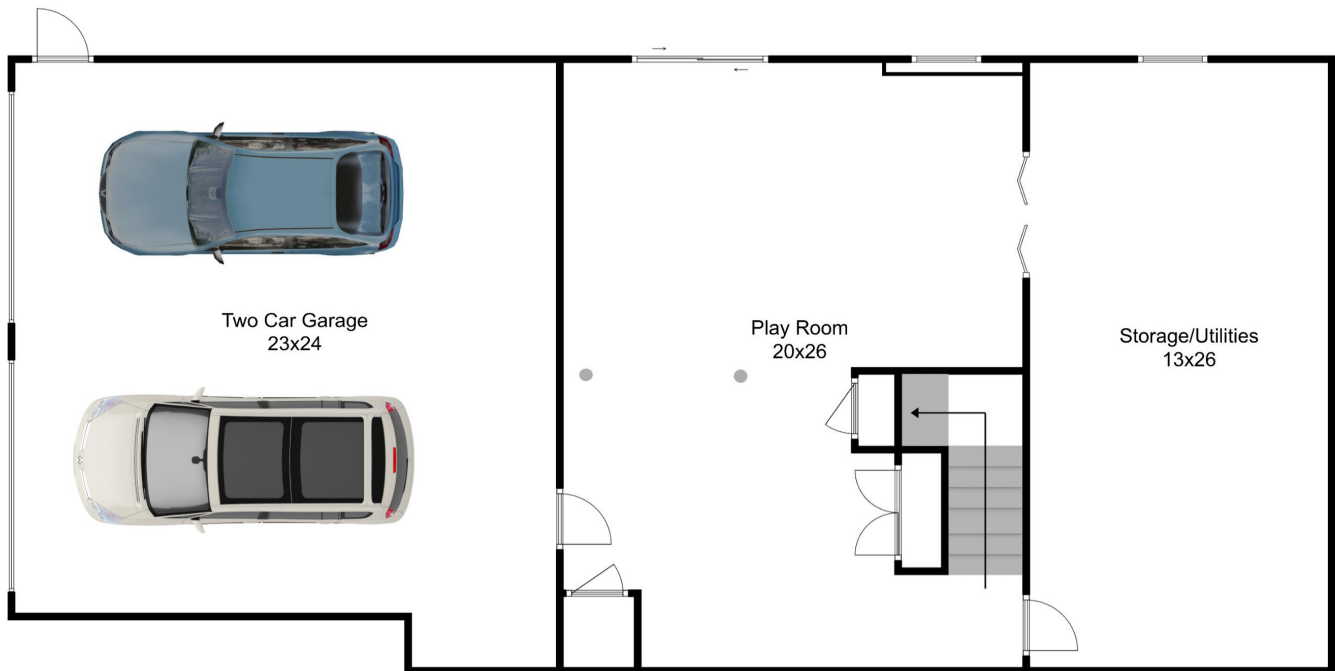 Two Car Garage
23x24
Play Room
20x26
Storage/Utilities
13x26